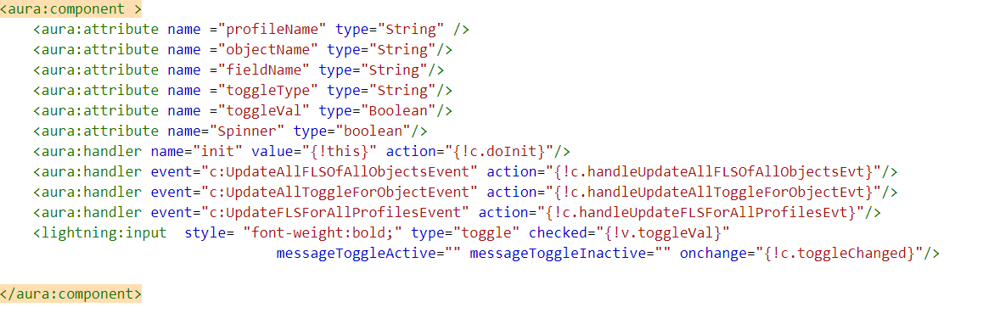 <aura:component >
<aura:attribute name ="profileName" type="String" />
<aura:attribute name ="objectName" type="String"/>
<aura:attribute name ="fieldName" type="String"/>
<aura:attribute name ="toggleType" type="String"/>
<aura:attribute name ="toggleVal" type="Boolean"/>
<aura:attribute name="Spinner" type="boolean"/>
<aura:handler name="init" value="{!this}" action="{!c.doInit}"/>
<aura:handler event="c:UpdateAllFLSOfAllObjectsEvent" action="{!c.handleUpdateAllFLSOfAllObjectsEvt}"/>
<aura:handler event="c:UpdateAllToggleForObjectEvent" action="{!c.handleUpdateAllToggleForObjectEvt}"/>
<aura:handler event="c:UpdateFLSForAllProfilesEvent" action="{!c.handleUpdateFLSForAllProfilesEvt}"/>
<lightning:input  style= "font-weight:bold;" type="toggle" checked="{!v.toggleVal}"
messageToggleActive="" messageToggleInactive="" onchange="{!c.toggleChanged}"/>
</aura:component>